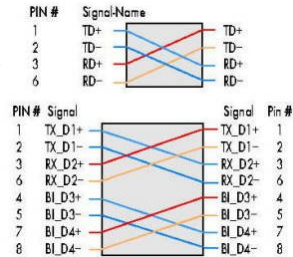 PIN # Signal-Name
1 TD+ TD+
2 TD- TD-
3 RD+ RD+
6 RD- RD-
PIN # Signal Signal Pin #
1 TX_D1+ TX_D1+ 1
2 TX_D1- TX_D1- 2
3 RX_D2+ RX_D2+ 3
6 RX_D2- RX_D2- 6
4 BI_D3+ BI_D3+ 4
5 BI_D3- BI_D3- 5
7 BI_D4+ BI_D4+ 7
8 BI_D4- BI_D4- 8